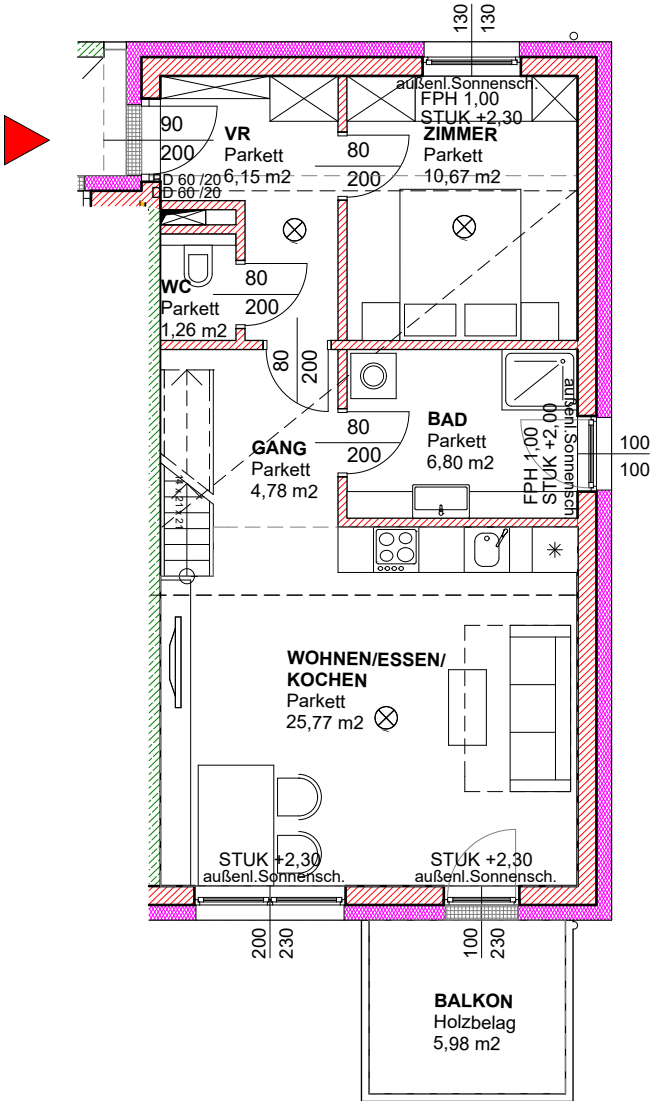 130
130
außenl.Sonnensch.
FPH 1,00
STUK +2,30
90
200
VR
Parkett
6,15 m2
80
200
ZIMMER
Parkett
10,67 m2
DD 60 /20
DD 60 /20
WC
Parkett
1,26 m2
80
200
80
200
GANG
Parkett
4,78 m2
80
200
BAD
Parkett
6,80 m2
FPH 1,00
STUK +2,00
außenl.Sonnensch
100
100
WOHNEN/ESSEN/
KOCHEN
Parkett
25,77 m2
STUK +2,30
außenl.Sonnensch.
STUK +2,30
außenl.Sonnensch.
200
230
100
230
BALKON
Holzbelag
5,98 m2